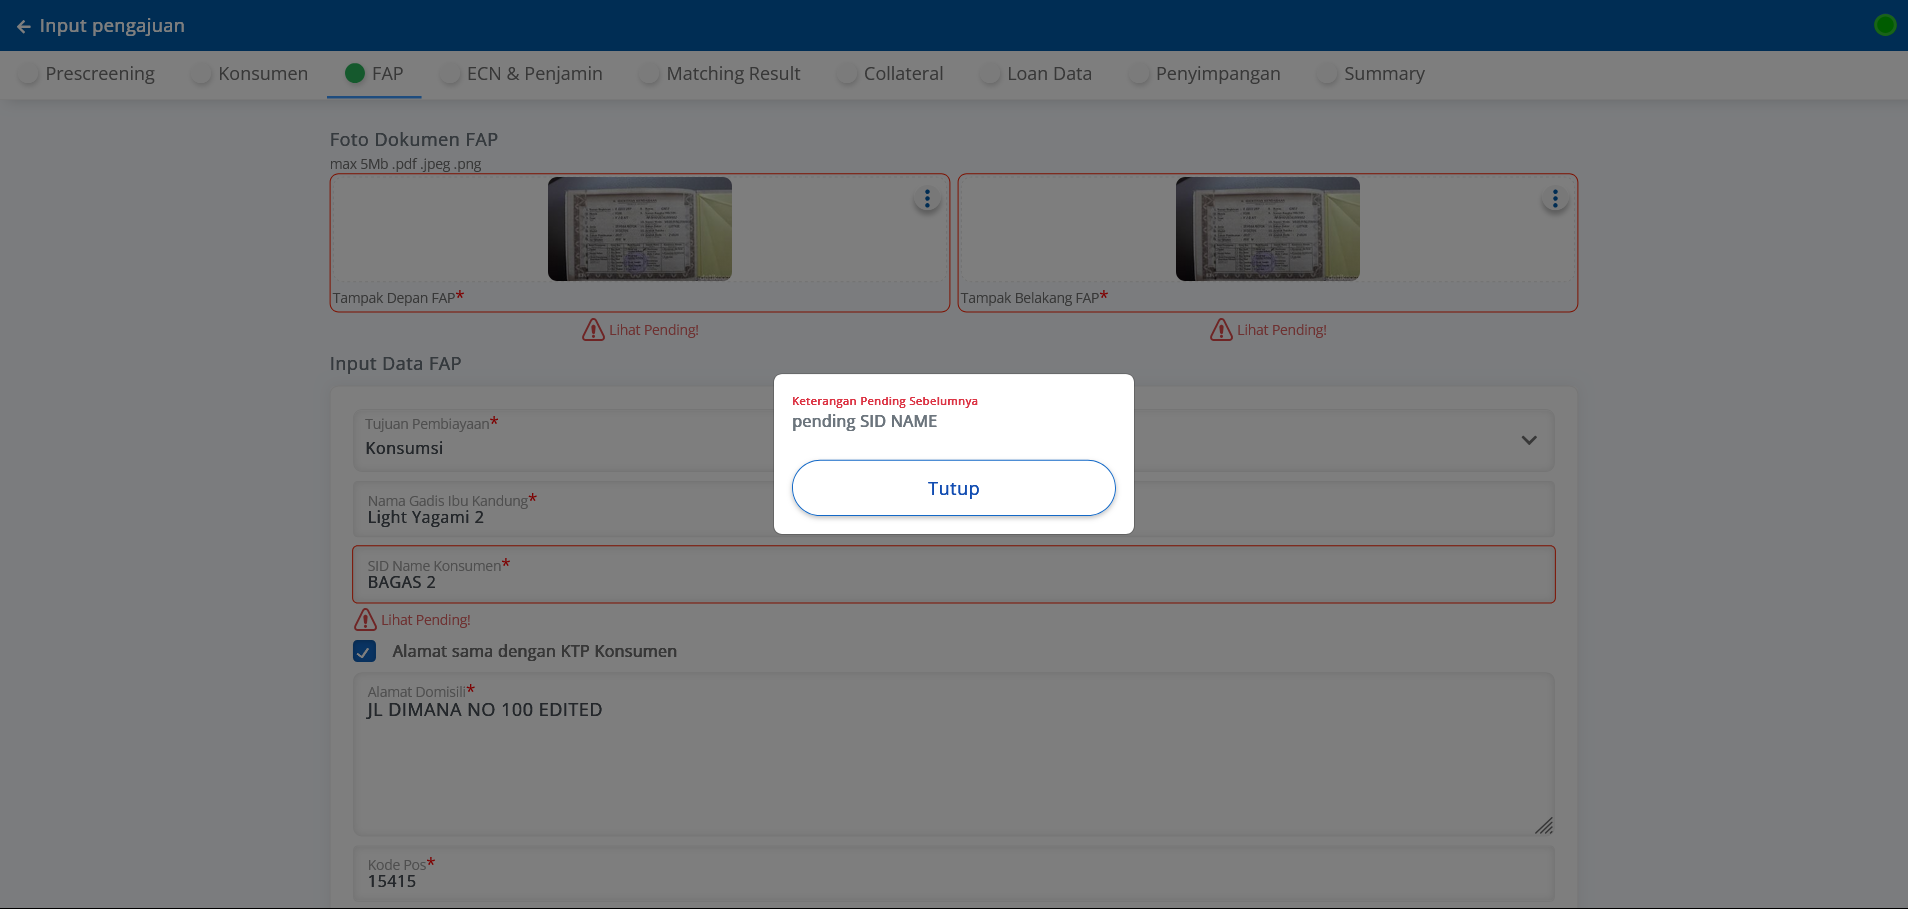 Input pengajuan
Prescreening Konsumen FAP ECN & Penjamin Matching Result Collateral Loan Data Penyimpangan Summary
Foto Dokumen FAP
max 5Mb .pdf .jpeg .png
Tampak Depan FAP* Tampak Belakang FAP*
Lihat Pending! Lihat Pending!
Input Data FAP
Keterangan Pending Sebelumnya
pending SID NAME
Tutup
Tujuan Pembiayaan*
Konsumsi
Nama Gadis Ibu Kandung*
Light Yagami 2
SID Name Konsumen*
BAGAS 2
Lihat Pending!
Alamat sama dengan KTP Konsumen
Alamat Domisili*
JL DIMANA NO 100 EDITED
Kode Pos*
15415